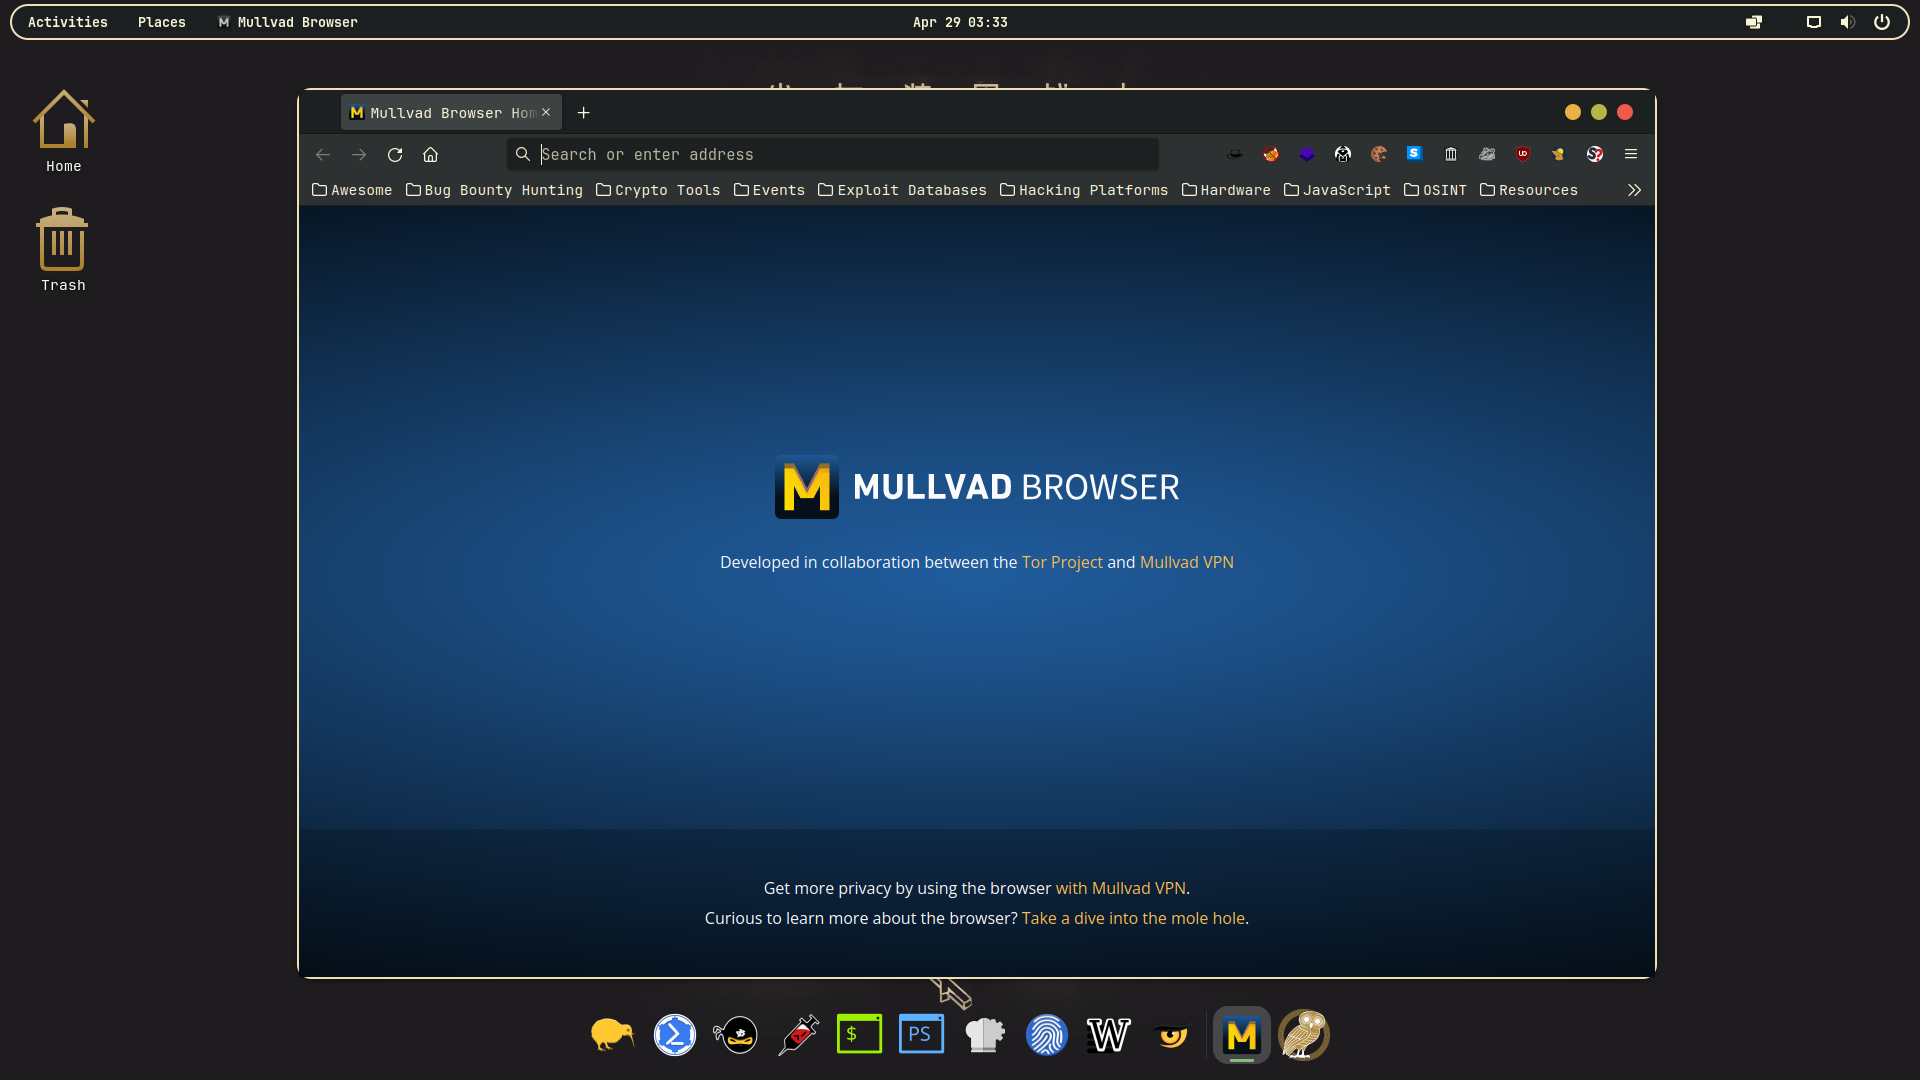 Activities Places M Mullvad Browser Apr 29 03:33
Home
Trash
M Mullvad Browser Hom
Search or enter address
S UD S?
Awesome Bug Bounty Hunting Crypto Tools Events Exploit Databases Hacking Platforms Hardware JavaScript OSINT Resources
M MULLVAD BROWSER
Developed in collaboration between the Tor Project and Mullvad VPN
Get more privacy by using the browser with Mullvad VPN.
Curious to learn more about the browser? Take a dive into the mole hole.
$ PS W M